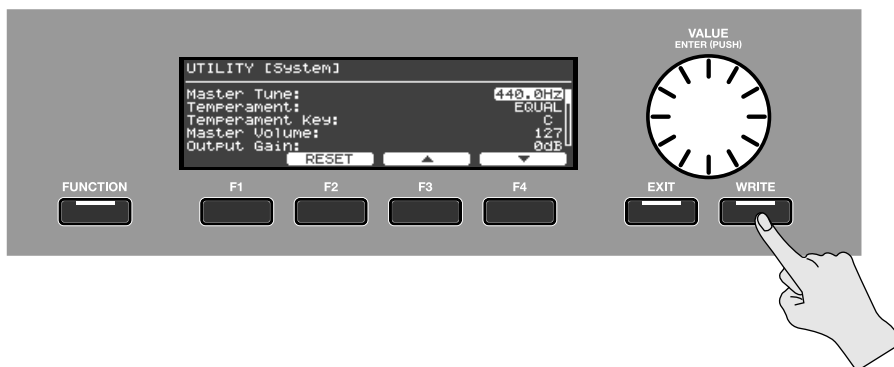 VALUE
ENTER (PUSH)
UTILITY [System]
Master Tune: 440.0Hz
Temperament: EQUAL
Temperament Key: C
Master Volume: 127
Output Gain: 0dB
RESET ▲ ▼
FUNCTION F1 F2 F3 F4 EXIT WRITE